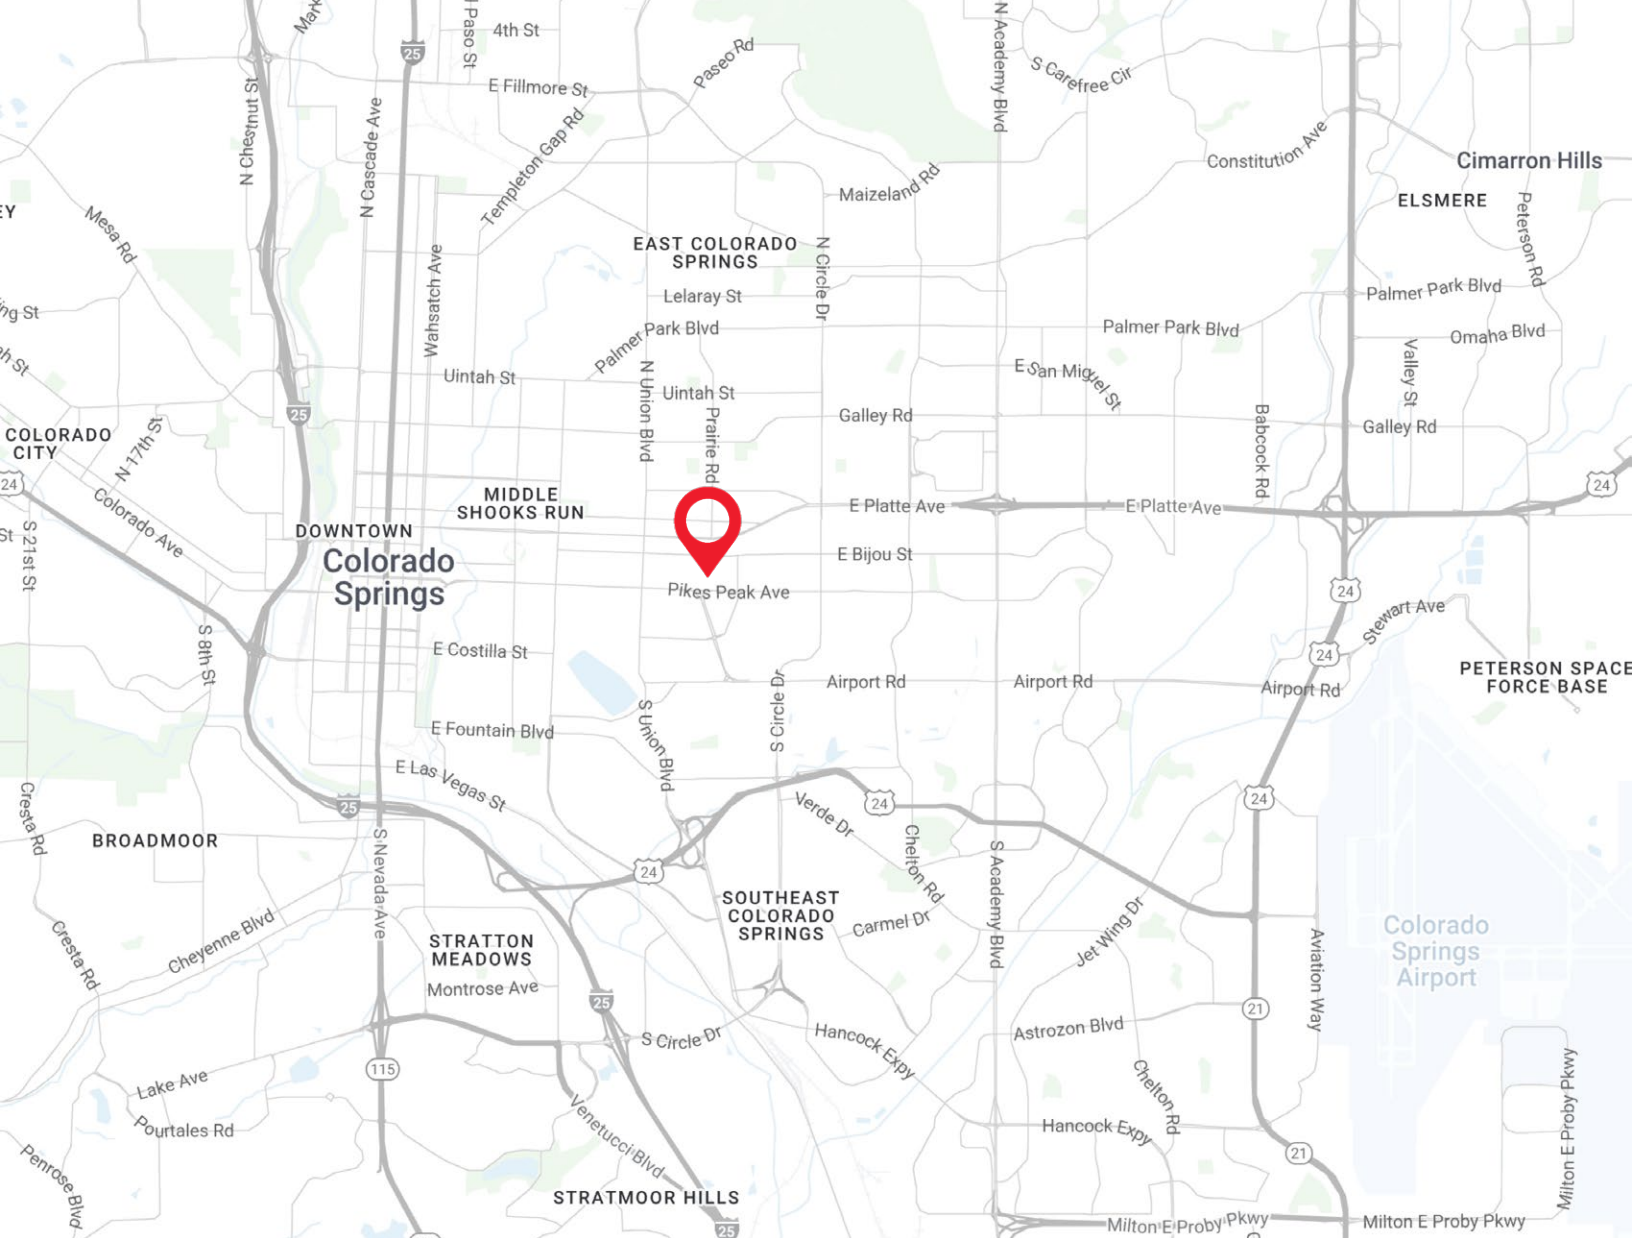 Mark
25
Paso St
4th St
N Academy Blvd
Paseo Rd
S Carefree Cir
E Fillmore St
N Chestnut St
N Cascade Ave
Templeton Gap Rd
Constitution Ave
Cimarron Hills
ELSMERE
Maizeland Rd
EY
Mesa Rd
Peterson Rd
EAST COLORADO
SPRINGS
N Circle Dr
Wahsatch Ave
Lelaray St
Palmer Park Blvd
ing St
Palmer Park Blvd
Palmer Park Blvd
Omaha Blvd
ah St
Uintah St
N Union Blvd
Uintah St
E San Miguel St
Valley St
25
Prairie Rd
Galley Rd
Babcock Rd
Galley Rd
COLORADO
CITY
N 17th St
24
Colorado Ave
MIDDLE
SHOOKS RUN
E Platte Ave
E Platte Ave
24
St
S 21st St
DOWNTOWN
Colorado
Springs
E Bijou St
Pikes Peak Ave
24
Stewart Ave
S 8th St
E Costilla St
24
PETERSON SPACE
FORCE BASE
Airport Rd
Airport Rd
Airport Rd
S Union Blvd
S Circle Dr
E Fountain Blvd
E Las Vegas St
Cresta Rd
25
24
24
Verde Dr
BROADMOOR
S Nevada Ave
24
Chelton Rd
S Academy Blvd
SOUTHEAST
COLORADO
SPRINGS
Carmel Dr
Jet Wing Dr
Cheyenne Blvd
Cresta Rd
STRATTON
MEADOWS
Montrose Ave
Aviation Way
Colorado
Springs
Airport
25
21
S Circle Dr
Hancock Expy
Astrozon Blvd
115
Lake Ave
Chelton Rd
Milton E Proby Pkwy
Pourtales Rd
Venetucci Blvd
Hancock Expy
21
Penrose Blvd
STRATMOOR HILLS
25
Milton E Proby Pkwy
Milton E Proby Pkwy